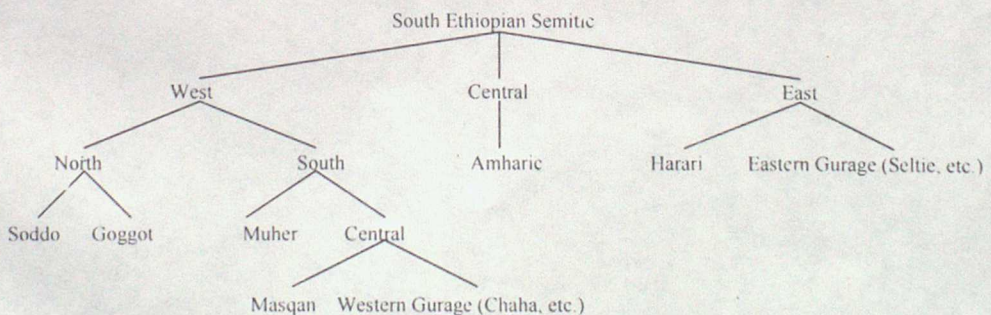 South Ethiopian Semitic
West Central East
North South Amharic Harari Eastern Gurage (Seltie, etc.)
Soddo Goggot Muher Central
Masqan Western Gurage (Chaha, etc.)